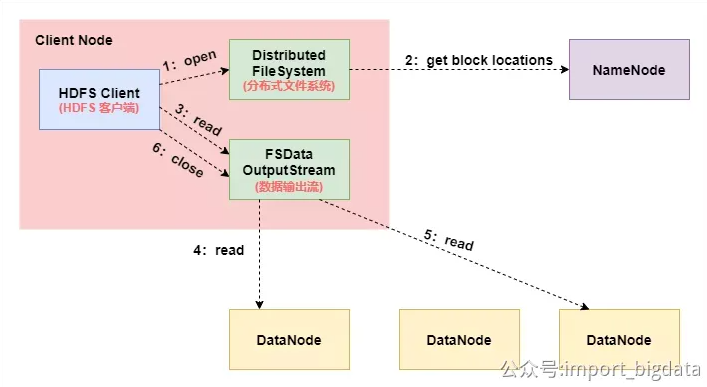 Client Node
1：open
Distributed
FileSystem
(分布式文件系统)
2：get block locations
NameNode
HDFS Client
(HDFS 客户端)
3：read
6：close
FSData
OutputStream
(数据输出流)
4：read
5：read
DataNode
DataNode
DataNode
公众号:import_bigdata